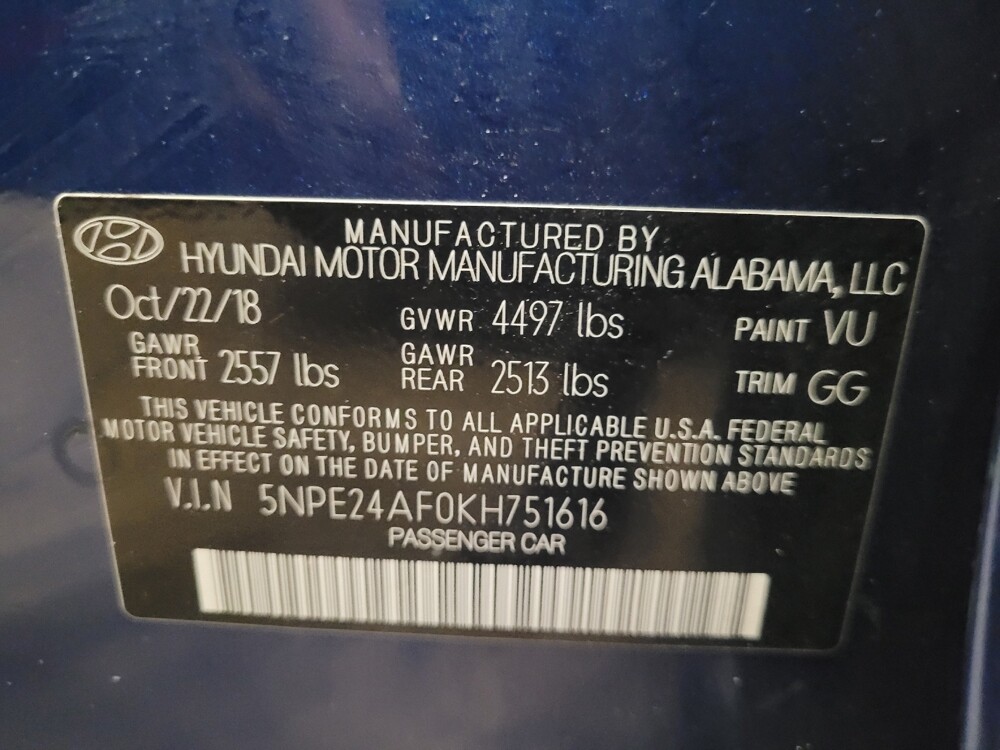 MANUFACTURED BY
HYUNDAI MOTOR MANUFACTURING ALABAMA, LLC
Oct/22/18 GVWR 4497 lbs PAINT VU
GAWR FRONT 2557 lbs GAWR REAR 2513 lbs TRIM GG
THIS VEHICLE CONFORMS TO ALL APPLICABLE U.S.A. FEDERAL
MOTOR VEHICLE SAFETY, BUMPER, AND THEFT PREVENTION STANDARDS
IN EFFECT ON THE DATE OF MANUFACTURE SHOWN ABOVE
V.I.N 5NPE24AF0KH751616
PASSENGER CAR